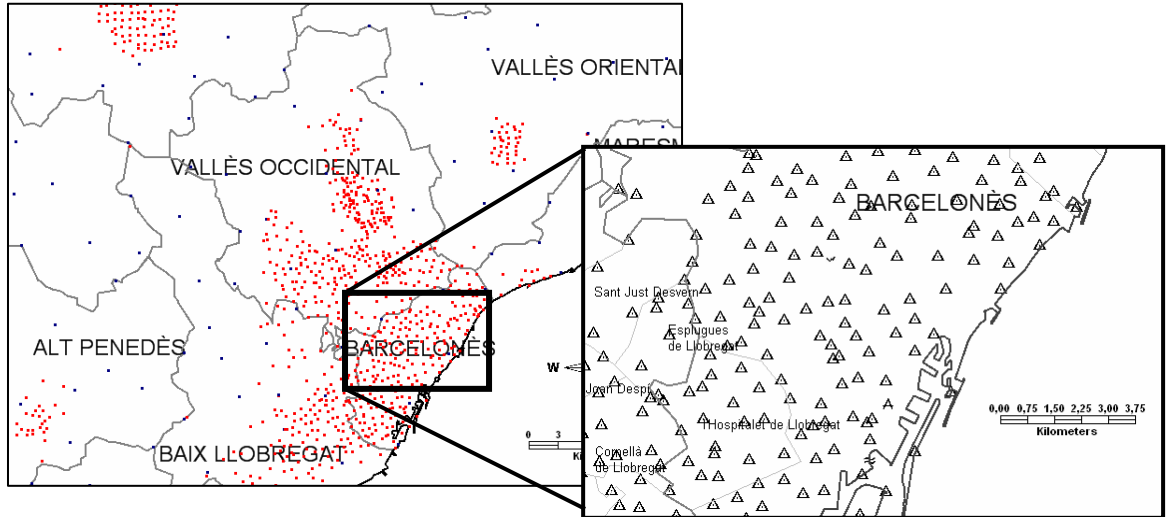 VALLÈS ORIENTAL
VALLÈS OCCIDENTAL
ALT PENEDÈS
BARCELONÈS
BAIX LLOBREGAT
0 3
BARCELONÈS
Sant Just Desvern
Esplugues
de Llobregat
W
Joan Despí
l'Hospitalet de Llobregat
Cornellà
de Llobregat
0,00 0,75 1,50 2,25 3,00 3,75
Kilometers